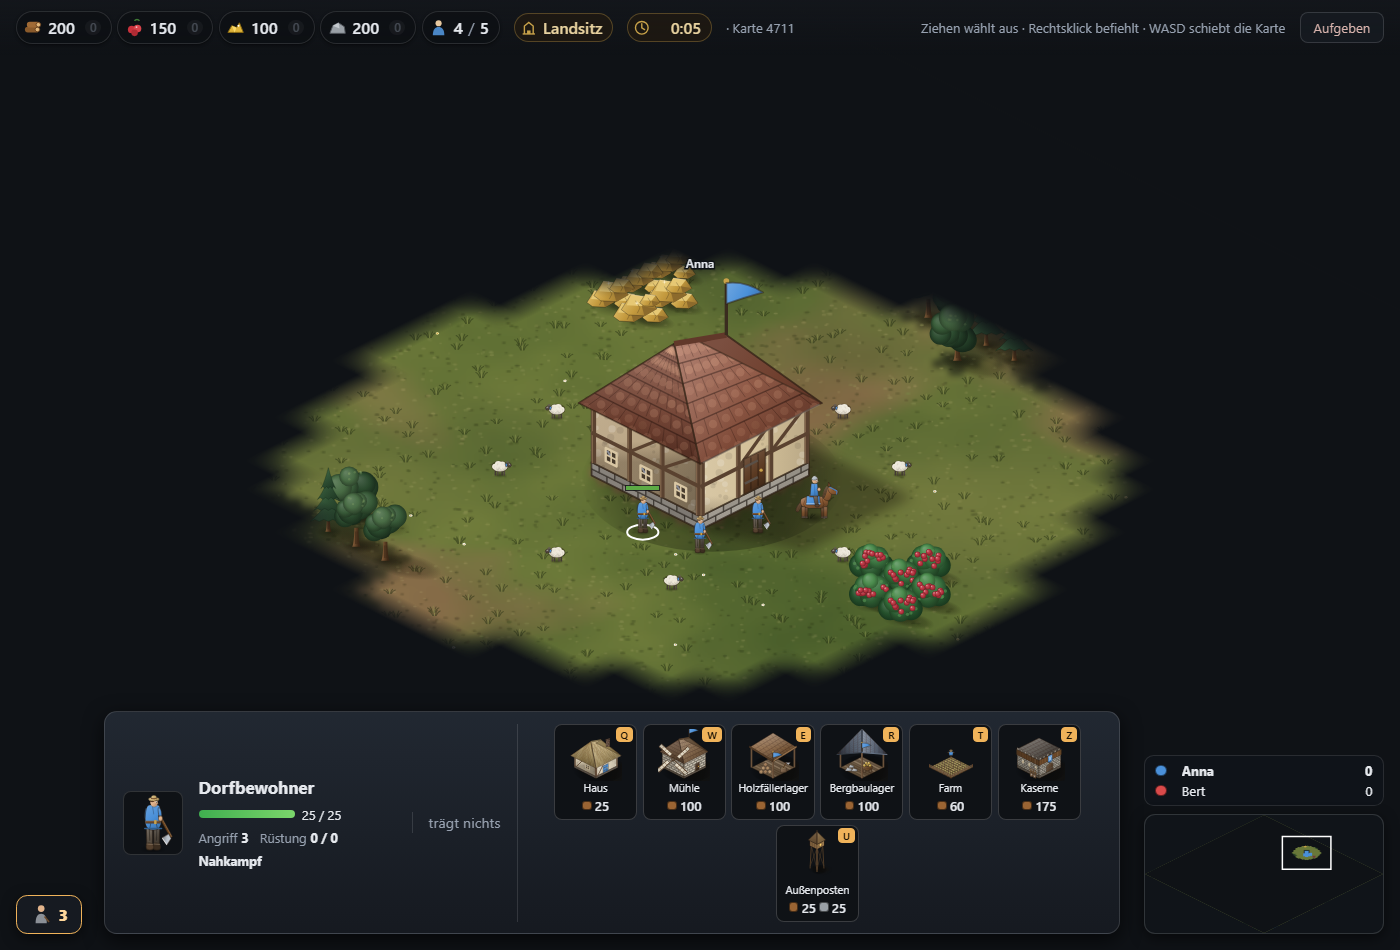 200 0 150 0 100 0 200 0 4 / 5 Landsitz 0:05 · Karte 4711 Ziehen wählt aus · Rechtsklick befiehlt · WASD schiebt die Karte Aufgeben
Anna
Dorfbewohner
25 / 25
Angriff 3 Rüstung 0 / 0
Nahkampf
trägt nichts
Q W E R T Z
Haus Mühle Holzfällerlager Bergbaulager Farm Kaserne
25 100 100 100 60 175
U
Außenposten
25 25
Anna 0
Bert 0
3